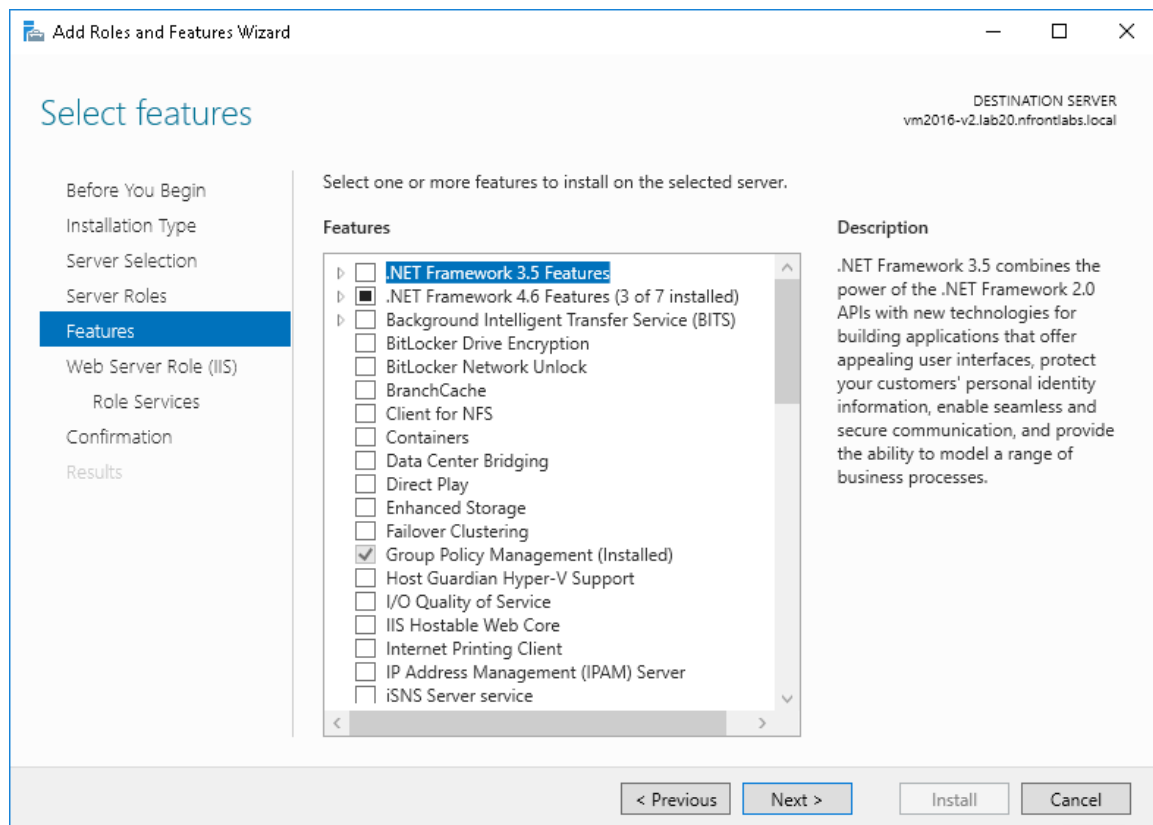 Add Roles and Features Wizard
Select features
DESTINATION SERVER
vm2016-v2.lab20.nfrontlabs.local
Before You Begin
Installation Type
Server Selection
Server Roles
Features
Web Server Role (IIS)
Role Services
Confirmation
Results
Select one or more features to install on the selected server.
Features
.NET Framework 3.5 Features
.NET Framework 4.6 Features (3 of 7 installed)
Background Intelligent Transfer Service (BITS)
BitLocker Drive Encryption
BitLocker Network Unlock
BranchCache
Client for NFS
Containers
Data Center Bridging
Direct Play
Enhanced Storage
Failover Clustering
Group Policy Management (Installed)
Host Guardian Hyper-V Support
I/O Quality of Service
IIS Hostable Web Core
Internet Printing Client
IP Address Management (IPAM) Server
iSNS Server service
Description
.NET Framework 3.5 combines the
power of the .NET Framework 2.0
APIs with new technologies for
building applications that offer
appealing user interfaces, protect
your customers' personal identity
information, enable seamless and
secure communication, and provide
the ability to model a range of
business processes.
< Previous
Next >
Install
Cancel